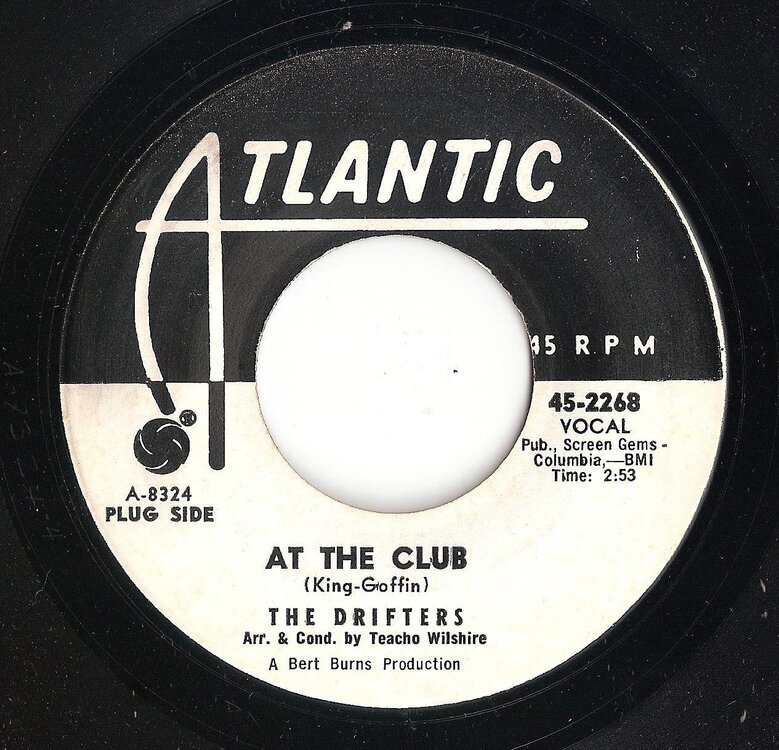 ATLANTIC
45 RPM
45-2268
VOCAL
Pub., Screen Gems-
Columbia,—BMI
Time: 2:53
®
A-8324
PLUG SIDE
AT THE CLUB
(King-Goffin)
THE DRIFTERS
Arr. & Cond. by Teacho Wilshire
A Bert Burns Production